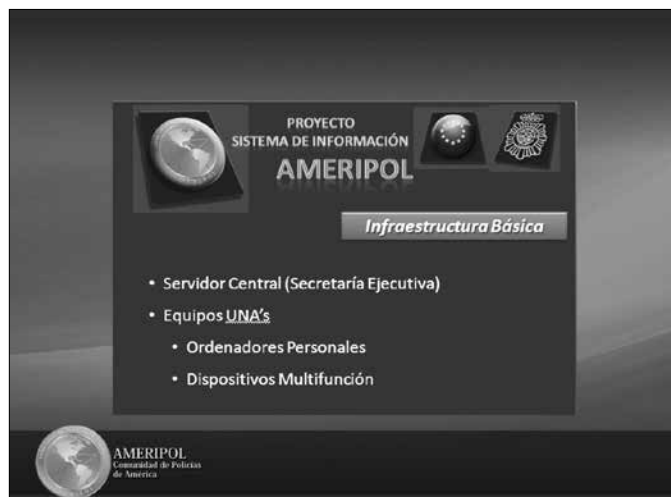 PROYECTO
SISTEMA DE INFORMACIÓN
AMERIPOL
Infraestructura Básica
• Servidor Central (Secretaría Ejecutiva)
• Equipos UNA's
• Ordenadores Personales
• Dispositivos Multifunción
AMERIPOL
Comunidad de Policías
de América